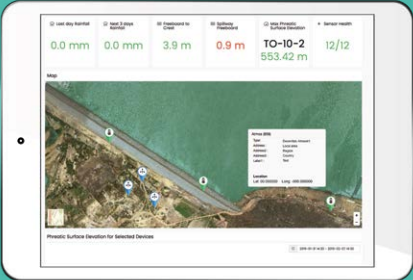 Last day Rainfall
Next 3 days Rainfall
Freeboard to Crest
Spillway Freeboard
Max Phreatic Surface Elevation
Sensor Health
0.0 mm
0.0 mm
3.9 m
0.9 m
TO-10-2
553.42 m
12/12
Map
Type
Address
Location
Phreatic Surface Elevation for Selected Devices